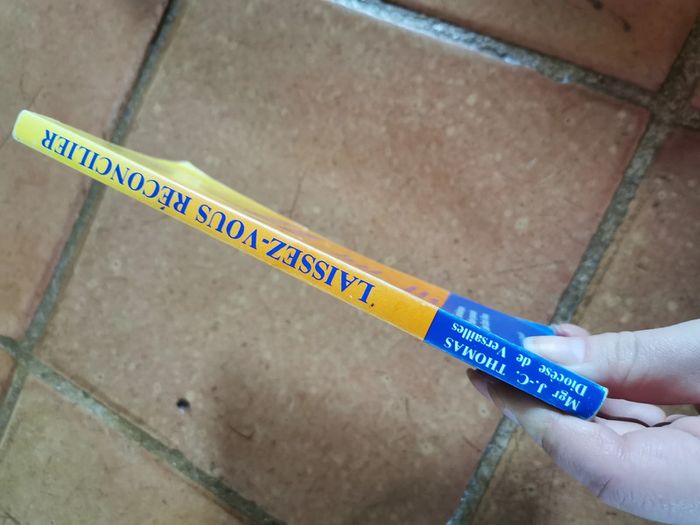 Mgr J.-C. THOMAS
Diocèse de Versailles
'LAISSEZ-VOUS RÉCONCILIER